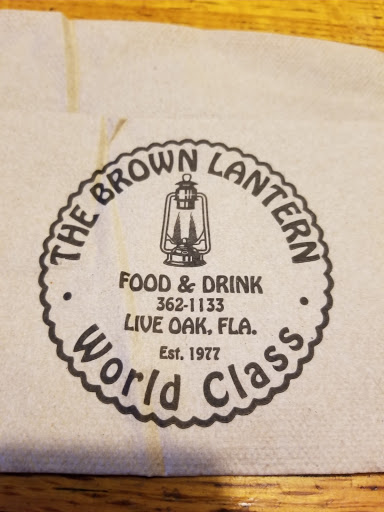 THE BROWN LANTERN
FOOD & DRINK
362-1133
LIVE OAK, FLA.
Est. 1977
• World Class •